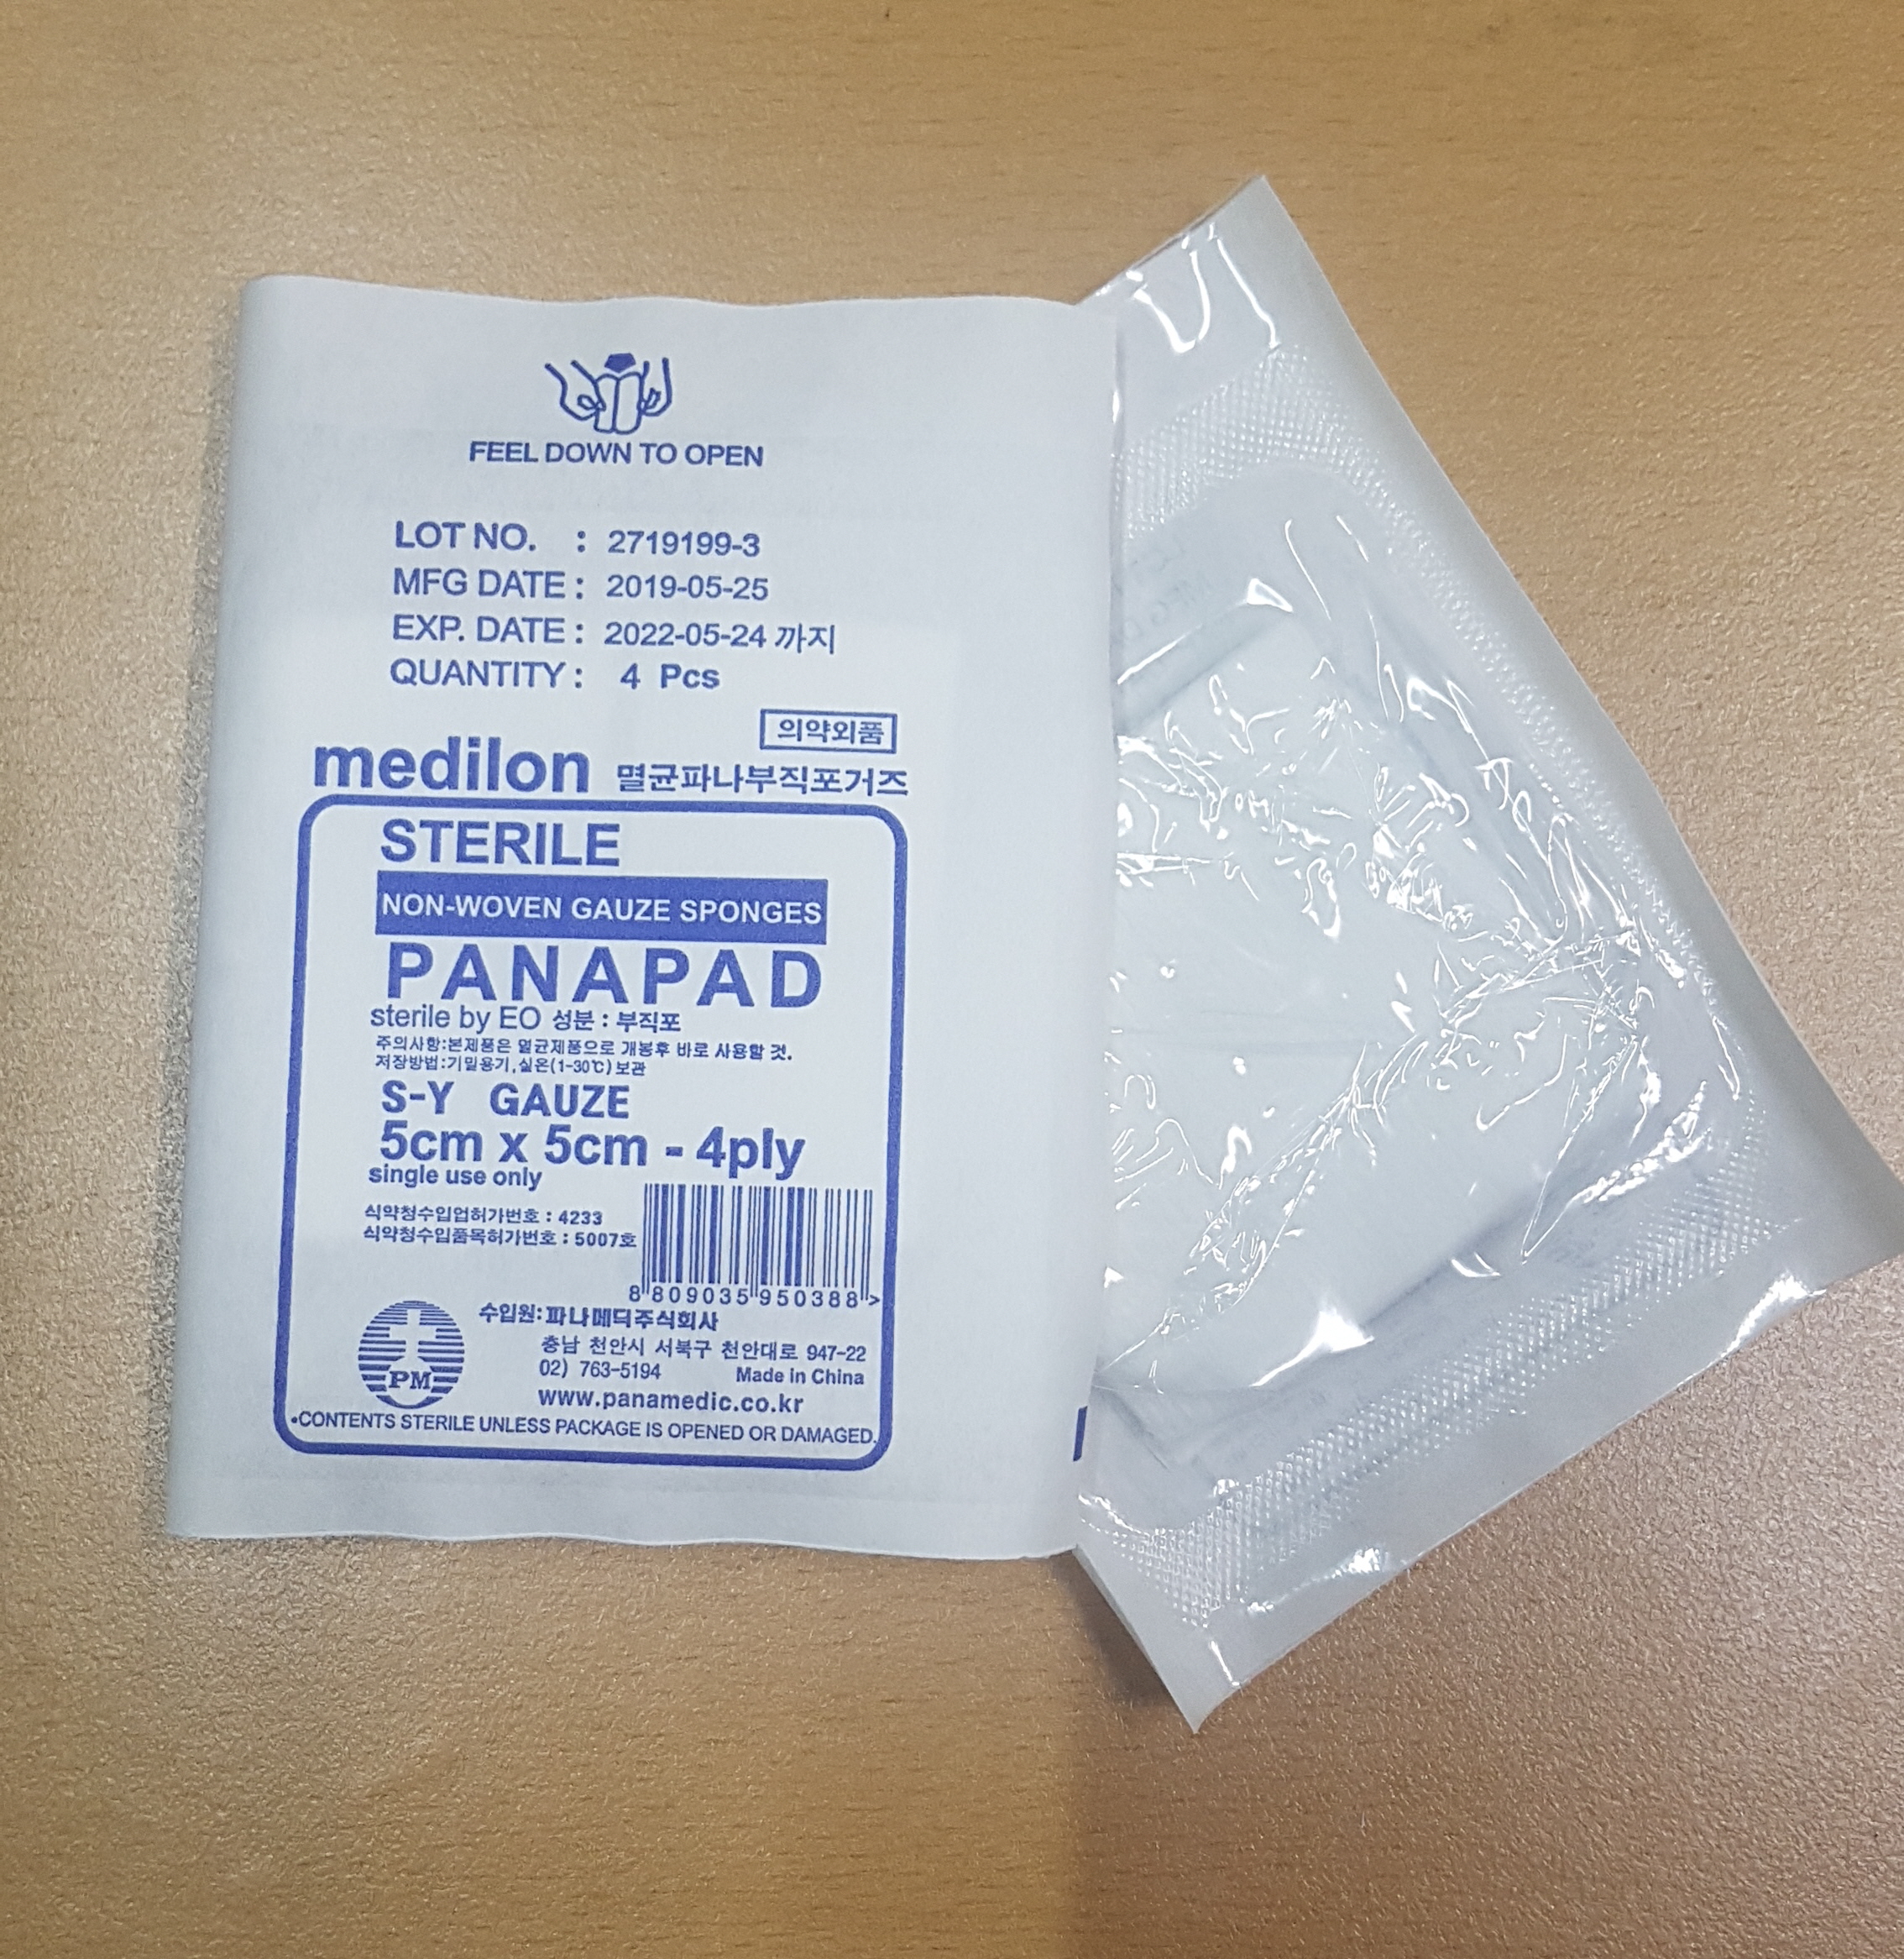 FEEL DOWN TO OPEN
LOT NO. : 2719199-3
MFG DATE : 2019-05-25
EXP. DATE : 2022-05-24 까지
QUANTITY : 4 Pcs
의약외품
medilon 멸균파나부직포거즈
STERILE
NON-WOVEN GAUZE SPONGES
PANAPAD
sterile by EO 성분 : 부직포
주의사항:본제품은 멸균제품으로 개봉후 바로 사용할 것.
저장방법:기밀용기,실온(1-30℃)보관
S-Y GAUZE
5cm x 5cm - 4ply
single use only
식약청수입업허가번호 : 4233
식약청수입품목허가번호 : 5007호
8 809035 950388 >
수입원:파나메딕주식회사
충남 천안시 서북구 천안대로 947-22
02) 763-5194 Made in China
PM
www.panamedic.co.kr
•CONTENTS STERILE UNLESS PACKAGE IS OPENED OR DAMAGED.